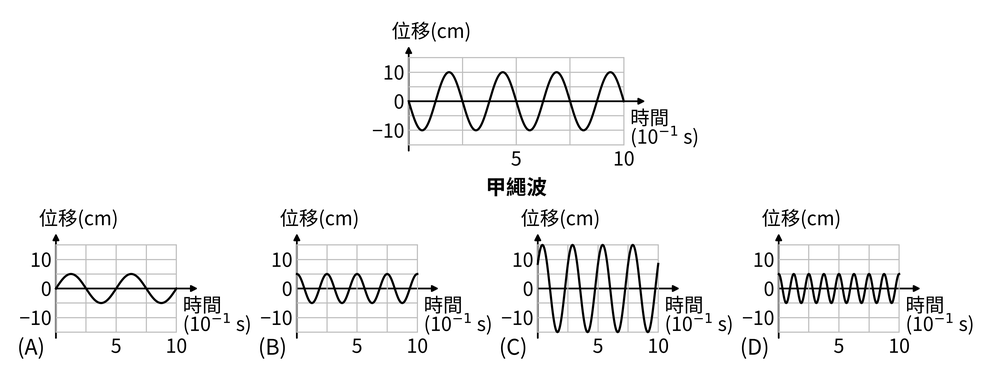 位移(cm)
10
0
−10
時間
(10⁻¹ s)
5 10
甲繩波
位移(cm) 位移(cm) 位移(cm) 位移(cm)
10 10 10 10
0 0 0 0
時間 時間 時間 時間
−10 −10 −10 −10
(10⁻¹ s) (10⁻¹ s) (10⁻¹ s) (10⁻¹ s)
(A) 5 10 (B) 5 10 (C) 5 10 (D) 5 10